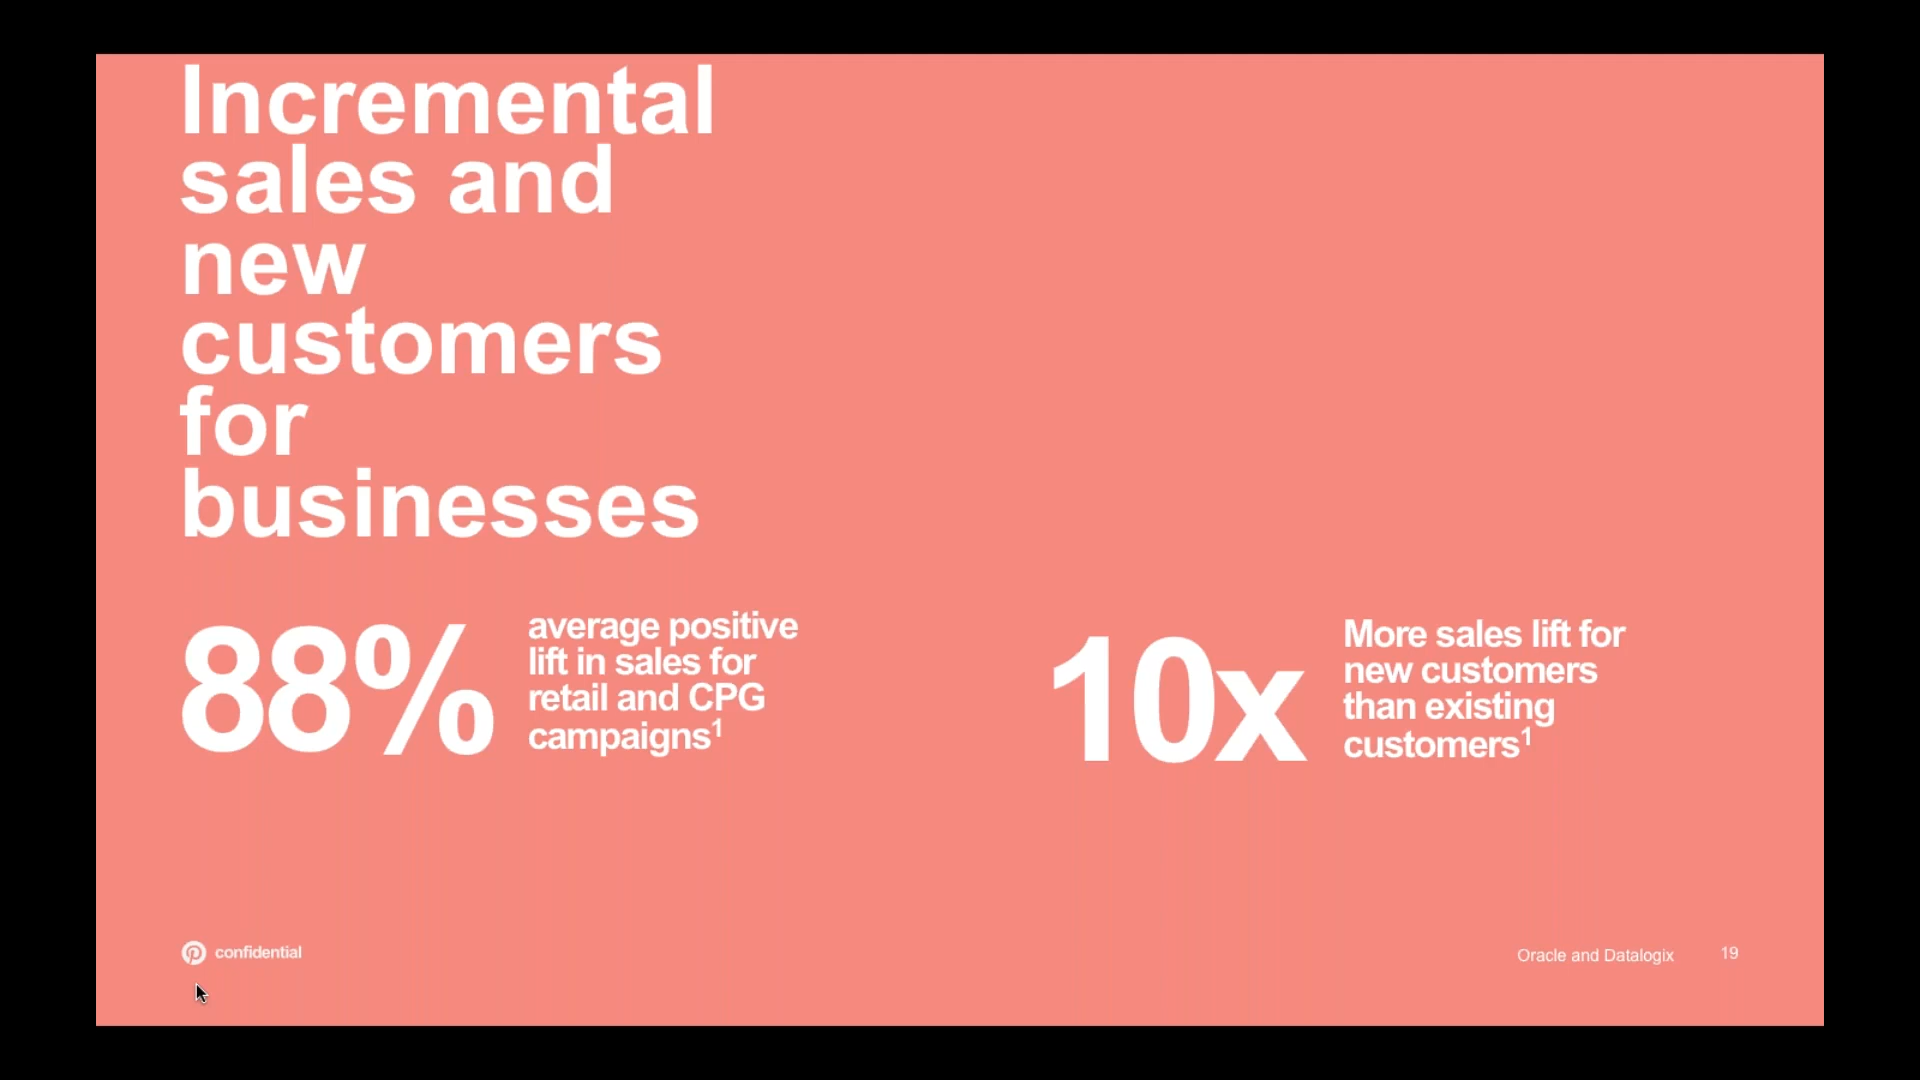 Incremental
sales and
new
customers
for
businesses
88%
average positive
lift in sales for
retail and CPG
campaigns¹
10x
More sales lift for
new customers
than existing
customers¹
confidential
Oracle and Datalogix
19